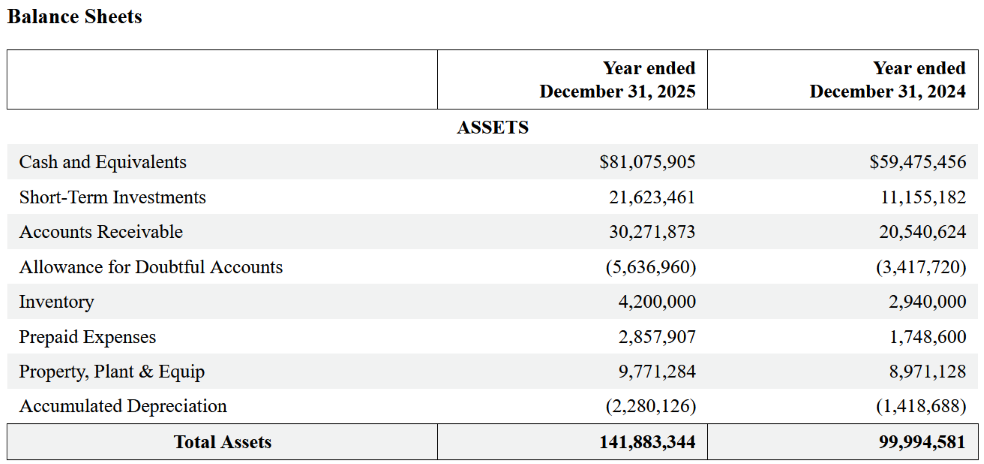 Balance Sheets
Year ended Year ended
December 31, 2025 December 31, 2024
ASSETS
Cash and Equivalents $81,075,905 $59,475,456
Short-Term Investments 21,623,461 11,155,182
Accounts Receivable 30,271,873 20,540,624
Allowance for Doubtful Accounts (5,636,960) (3,417,720)
Inventory 4,200,000 2,940,000
Prepaid Expenses 2,857,907 1,748,600
Property, Plant & Equip 9,771,284 8,971,128
Accumulated Depreciation (2,280,126) (1,418,688)
Total Assets 141,883,344 99,994,581